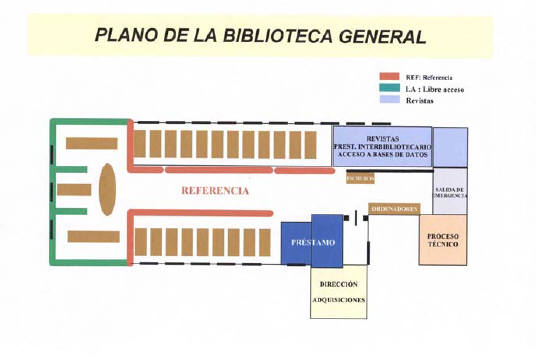 PLANO DE LA BIBLIOTECA GENERAL
REF: Referencia
LA : Libre acceso
Revistas
REVISTAS
PREST. INTERBIBLIOTECARIO
ACCESO A BASES DE DATOS
FICHEROS
REFERENCIA
SALIDA DE
EMERGENCIA
ORDENADORES
PRÉSTAMO
PROCESO
TÉCNICO
DIRECCIÓN
ADQUISICIONES